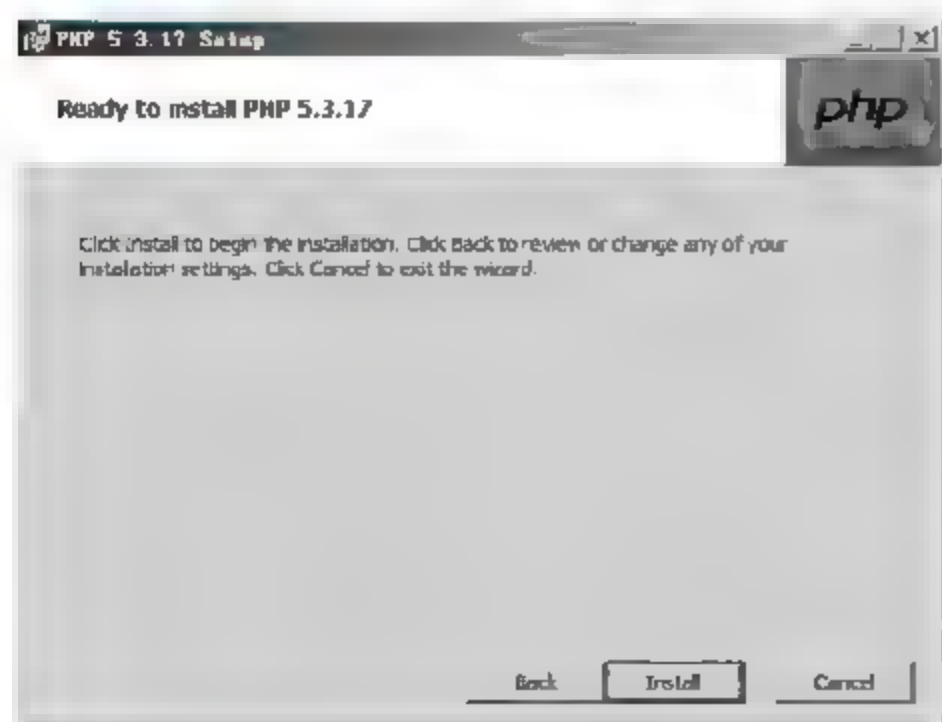 PHP 5.3.17 Setup
Ready to install PHP 5.3.17
php
Click Install to begin the installation. Click Back to review or change any of your
installation settings. Click Cancel to exit the wizard.
Back
Install
Cancel